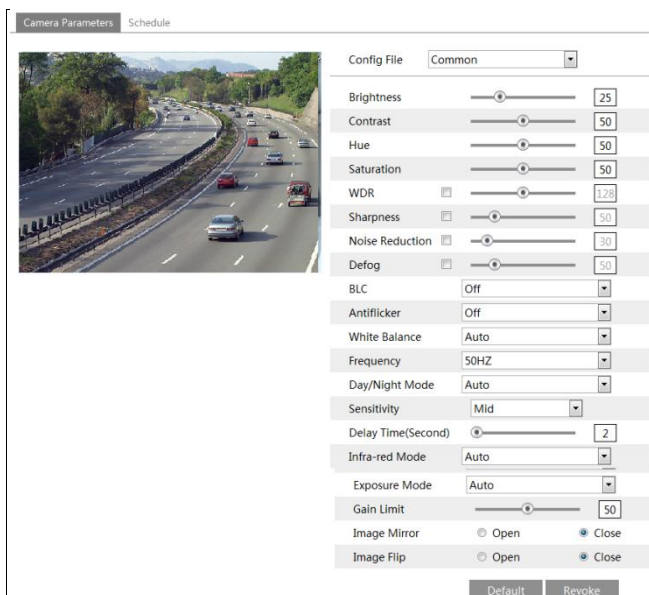 Camera Parameters Schedule
Config File Common
Brightness 25
Contrast 50
Hue 50
Saturation 50
WDR 128
Sharpness 50
Noise Reduction 30
Defog 50
BLC Off
Antiflicker Off
White Balance Auto
Frequency 50HZ
Day/Night Mode Auto
Sensitivity Mid
Delay Time(Second) 2
Infra-red Mode Auto
Exposure Mode Auto
Gain Limit 50
Image Mirror Open Close
Image Flip Open Close
Default Revoke